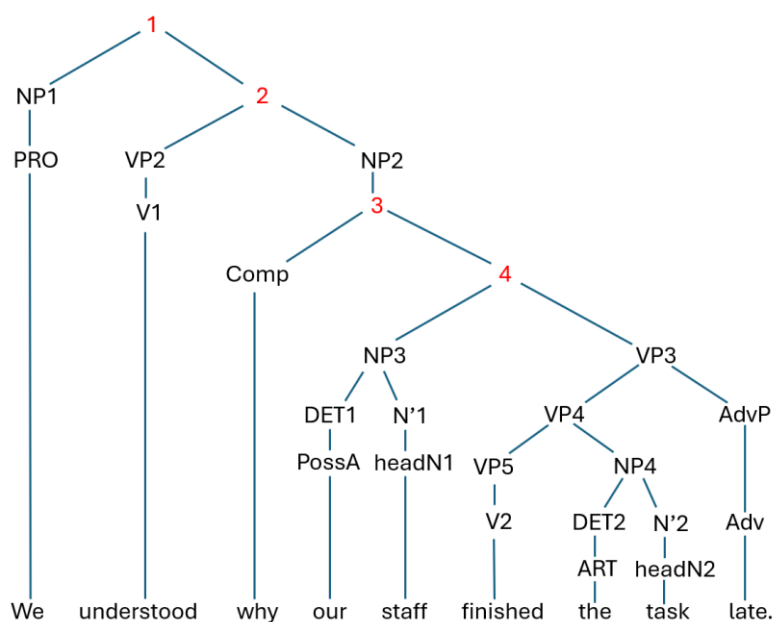 1
NP1 2
PRO VP2 NP2
V1 3
Comp 4
NP3 VP3
DET1 N’1 VP4 AdvP
PossA headN1 VP5 NP4
V2 DET2 N’2 Adv
ART headN2
We understood why our staff finished the task late.